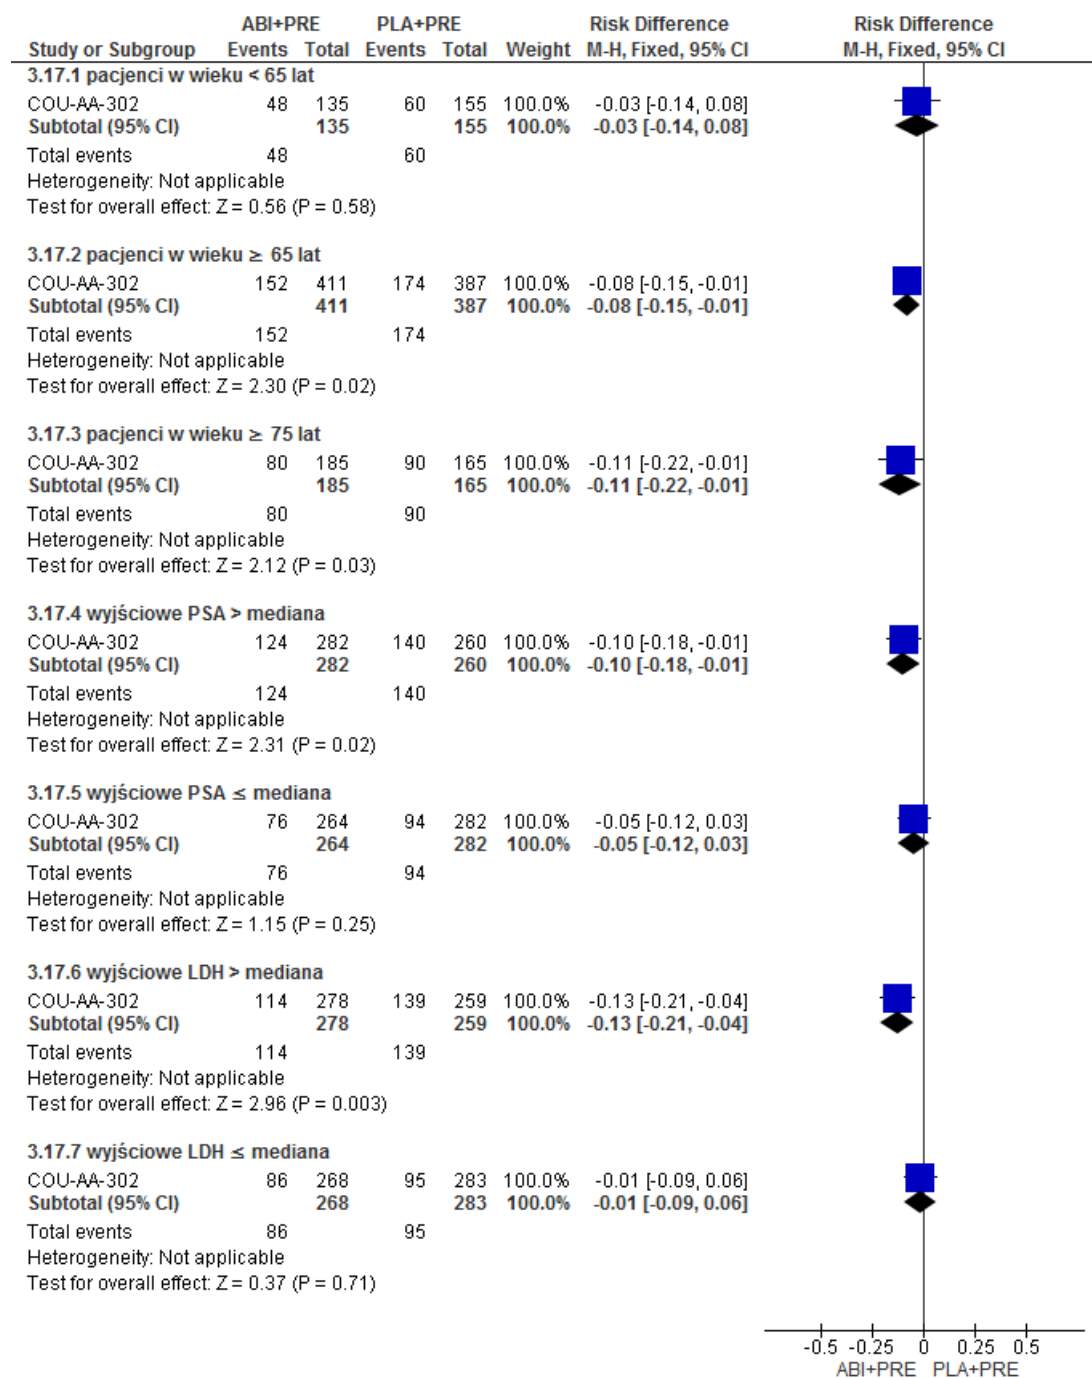 ABI+PRE PLA+PRE Risk Difference Risk Difference
Study or Subgroup Events Total Events Total Weight M-H, Fixed, 95% CI M-H, Fixed, 95% CI
3.17.1 pacjenci w wieku < 65 lat
COU-AA-302 48 135 60 155 100.0% -0.03 [-0.14, 0.08]
Subtotal (95% CI) 135 155 100.0% -0.03 [-0.14, 0.08]
Total events 48 60
Heterogeneity: Not applicable
Test for overall effect: Z = 0.56 (P = 0.58)
3.17.2 pacjenci w wieku ≥ 65 lat
COU-AA-302 152 411 174 387 100.0% -0.08 [-0.15, -0.01]
Subtotal (95% CI) 411 387 100.0% -0.08 [-0.15, -0.01]
Total events 152 174
Heterogeneity: Not applicable
Test for overall effect: Z = 2.30 (P = 0.02)
3.17.3 pacjenci w wieku ≥ 75 lat
COU-AA-302 80 185 90 165 100.0% -0.11 [-0.22, -0.01]
Subtotal (95% CI) 185 165 100.0% -0.11 [-0.22, -0.01]
Total events 80 90
Heterogeneity: Not applicable
Test for overall effect: Z = 2.12 (P = 0.03)
3.17.4 wyjściowe PSA > mediana
COU-AA-302 124 282 140 260 100.0% -0.10 [-0.18, -0.01]
Subtotal (95% CI) 282 260 100.0% -0.10 [-0.18, -0.01]
Total events 124 140
Heterogeneity: Not applicable
Test for overall effect: Z = 2.31 (P = 0.02)
3.17.5 wyjściowe PSA ≤ mediana
COU-AA-302 76 264 94 282 100.0% -0.05 [-0.12, 0.03]
Subtotal (95% CI) 264 282 100.0% -0.05 [-0.12, 0.03]
Total events 76 94
Heterogeneity: Not applicable
Test for overall effect: Z = 1.15 (P = 0.25)
3.17.6 wyjściowe LDH > mediana
COU-AA-302 114 278 139 259 100.0% -0.13 [-0.21, -0.04]
Subtotal (95% CI) 278 259 100.0% -0.13 [-0.21, -0.04]
Total events 114 139
Heterogeneity: Not applicable
Test for overall effect: Z = 2.96 (P = 0.003)
3.17.7 wyjściowe LDH ≤ mediana
COU-AA-302 86 268 95 283 100.0% -0.01 [-0.09, 0.06]
Subtotal (95% CI) 268 283 100.0% -0.01 [-0.09, 0.06]
Total events 86 95
Heterogeneity: Not applicable
Test for overall effect: Z = 0.37 (P = 0.71)
-0.5 -0.25 0 0.25 0.5
ABI+PRE PLA+PRE